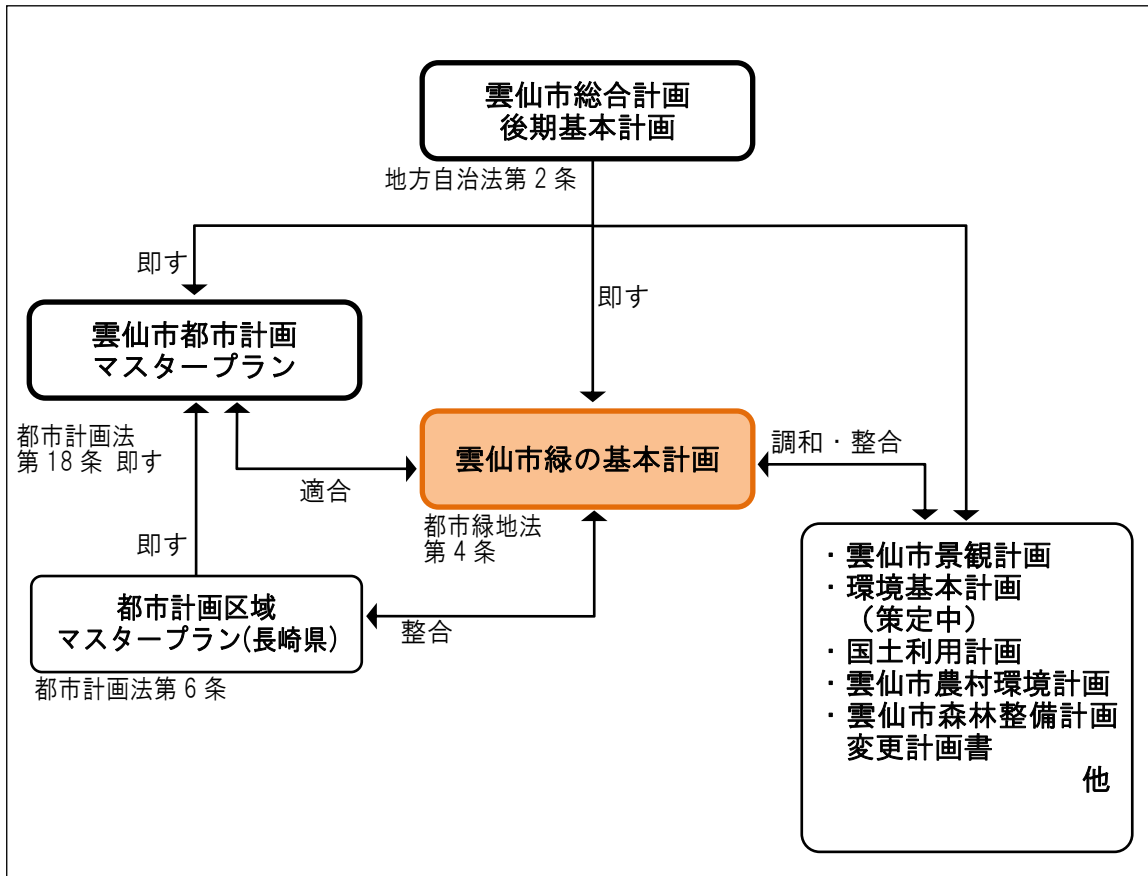 雲仙市総合計画
後期基本計画
地方自治法第2条
即す
即す
雲仙市都市計画
マスタープラン
都市計画法
第18条 即す
適合
雲仙市緑の基本計画
調和・整合
都市緑地法
第4条
即す
都市計画区域
マスタープラン(長崎県)
整合
都市計画法第6条
・雲仙市景観計画
・環境基本計画
（策定中）
・国土利用計画
・雲仙市農村環境計画
・雲仙市森林整備計画
変更計画書
他